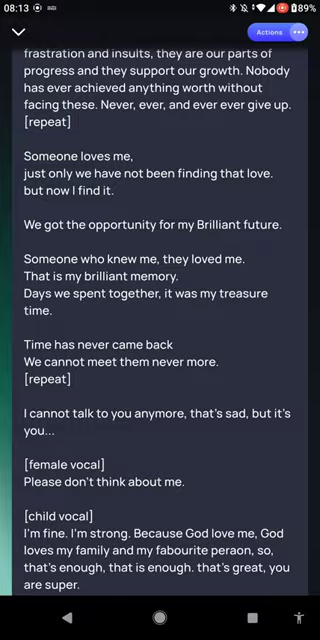 08:13
89%
Actions
frastration and insults, they are our parts of
progress and they support our growth. Nobody
has ever achieved anything worth without
facing these. Never, ever, and ever ever give up.
[repeat]
Someone loves me,
just only we have not been finding that love.
but now I find it.
We got the opportunity for my Brilliant future.
Someone who knew me, they loved me.
That is my brilliant memory.
Days we spent together, it was my treasure
time.
Time has never came back
We cannot meet them never more.
[repeat]
I cannot talk to you anymore, that's sad, but it's
you...
[female vocal]
Please don't think about me.
[child vocal]
I'm fine. I'm strong. Because God love me, God
loves my family and my fabourite peraon, so,
that's enough, that is enough. that's great, you
are super.